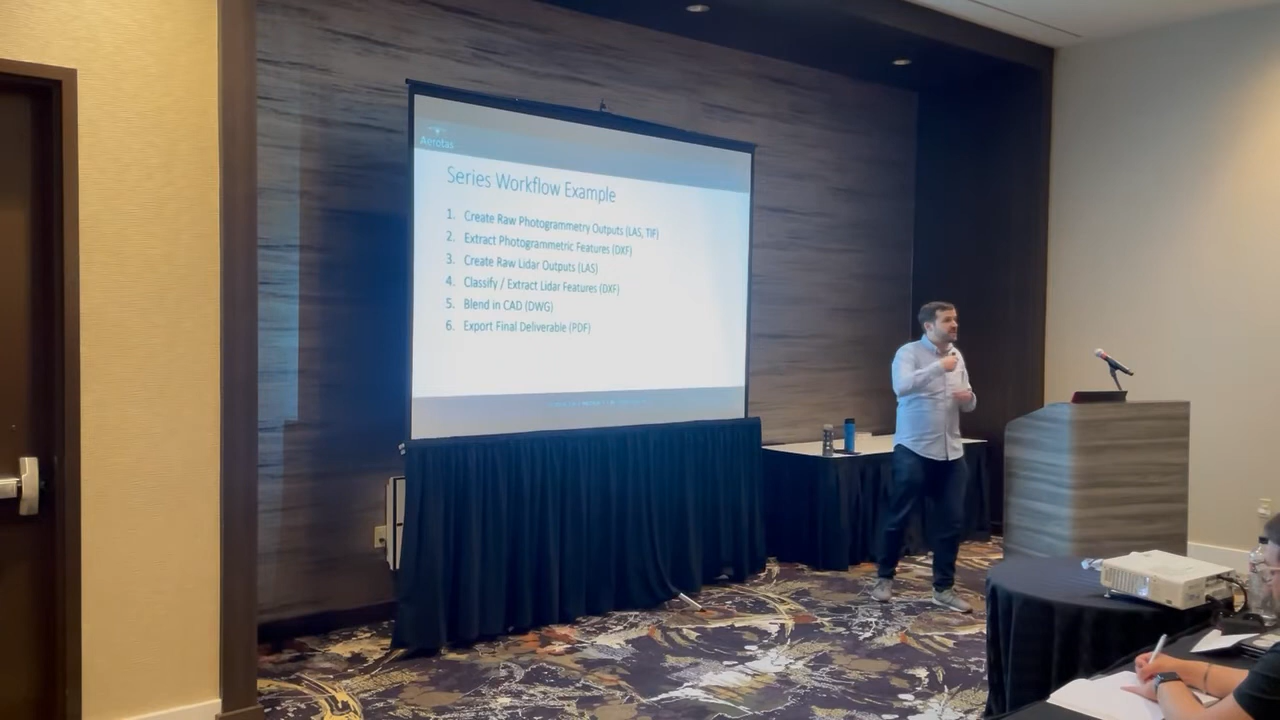 Aerotas
Series Workflow Example
1. Create Raw Photogrammetry Outputs (LAS, TIF)
2. Extract Photogrammetric Features (DXF)
3. Create Raw Lidar Outputs (LAS)
4. Classify / Extract Lidar Features (DXF)
5. Blend in CAD (DWG)
6. Export Final Deliverable (PDF)